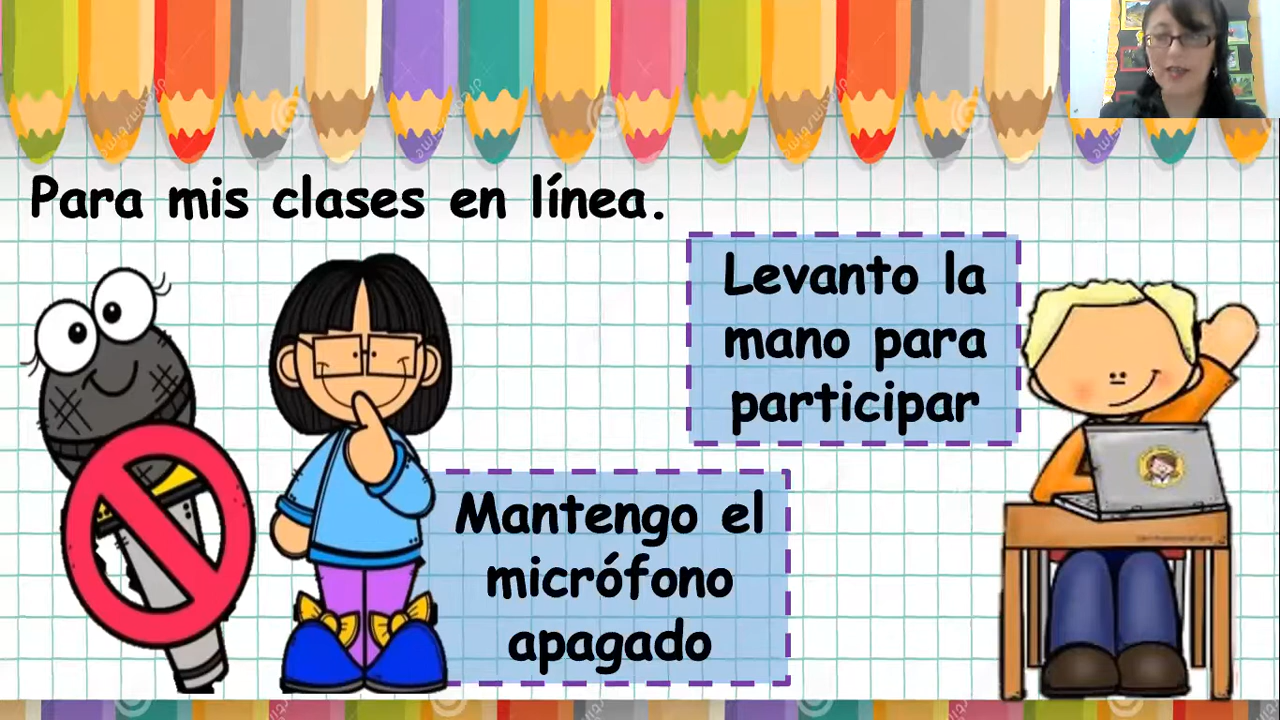 Para mis clases en línea.
Levanto la
mano para
participar
Mantengo el
micrófono
apagado